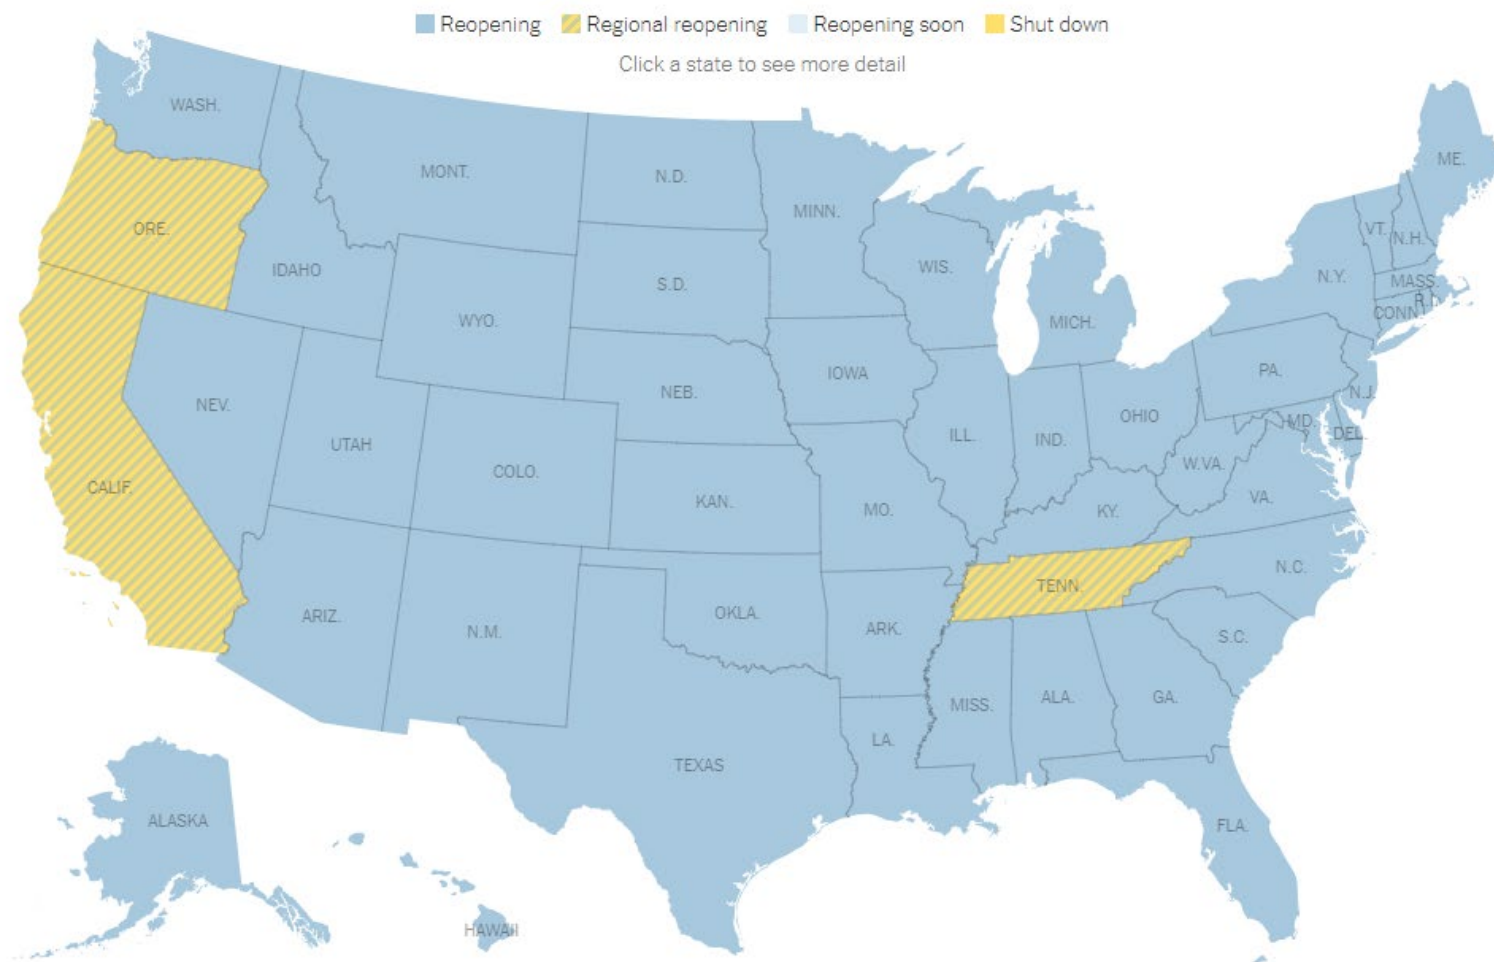 Reopening Regional reopening Reopening soon Shut down
Click a state to see more detail
WASH.
ME.
MONT.
N.D.
MINN.
ORE.
VT.
N.H.
WIS.
IDAHO
N.Y.
MASS.
S.D.
R.I.
CONN.
WYO.
MICH.
IOWA
PA.
NEB.
N.J.
NEV.
OHIO
MD.
DEL.
UTAH
ILL.
IND.
COLO.
W.VA.
CALIF.
VA.
KAN.
MO.
KY.
N.C.
TENN.
OKLA.
ARIZ.
N.M.
ARK.
S.C.
MISS.
ALA.
GA.
LA.
TEXAS
ALASKA
FLA.
HAWAII